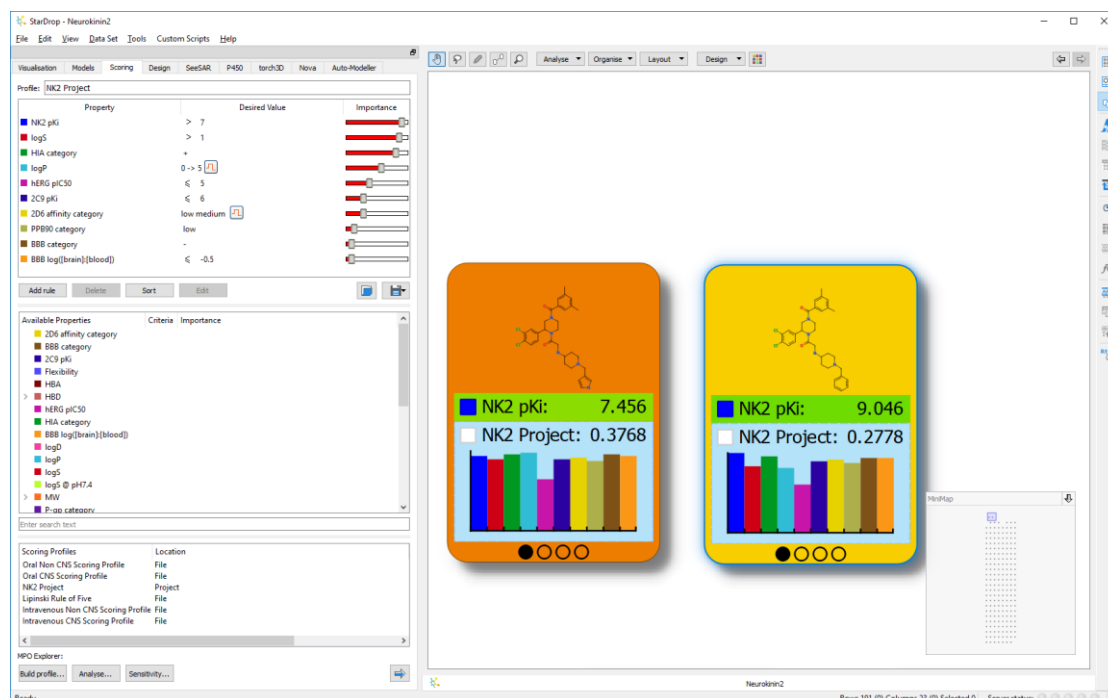 StarDrop - Neurokinin2
File Edit View Data Set Tools Custom Scripts Help
Visualisation Models Scoring Design SeeSAR P450 torch3D Nova Auto-Modeller
Profile: NK2 Project
Property Desired Value Importance
NK2 pKi > 7
logS > 1
HIA category +
logP 0 -> 5
hERG pIC50 ≤ 5
2C9 pKi ≤ 6
2D6 affinity category low medium
PPB90 category low
BBB category -
BBB log([brain]:[blood]) ≤ -0.5
Add rule Delete Sort Edit
Available Properties Criteria Importance
2D6 affinity category
BBB category
2C9 pKi
Flexibility
HBA
HBD
hERG pIC50
HIA category
BBB log([brain]:[blood])
logD
logP
logS
logS @ pH7.4
MW
P-gp category
Enter search text
Scoring Profiles Location
Oral Non CNS Scoring Profile File
Oral CNS Scoring Profile File
NK2 Project Project
Lipinski Rule of Five File
Intravenous Non CNS Scoring Profile File
Intravenous CNS Scoring Profile File
MPO Explorer:
Build profile... Analyse... Sensitivity...
Analyse Organise Layout Design
NK2 pKi: 7.456
NK2 Project: 0.3768
NK2 pKi: 9.046
NK2 Project: 0.2778
MiniMap
Neurokinin2